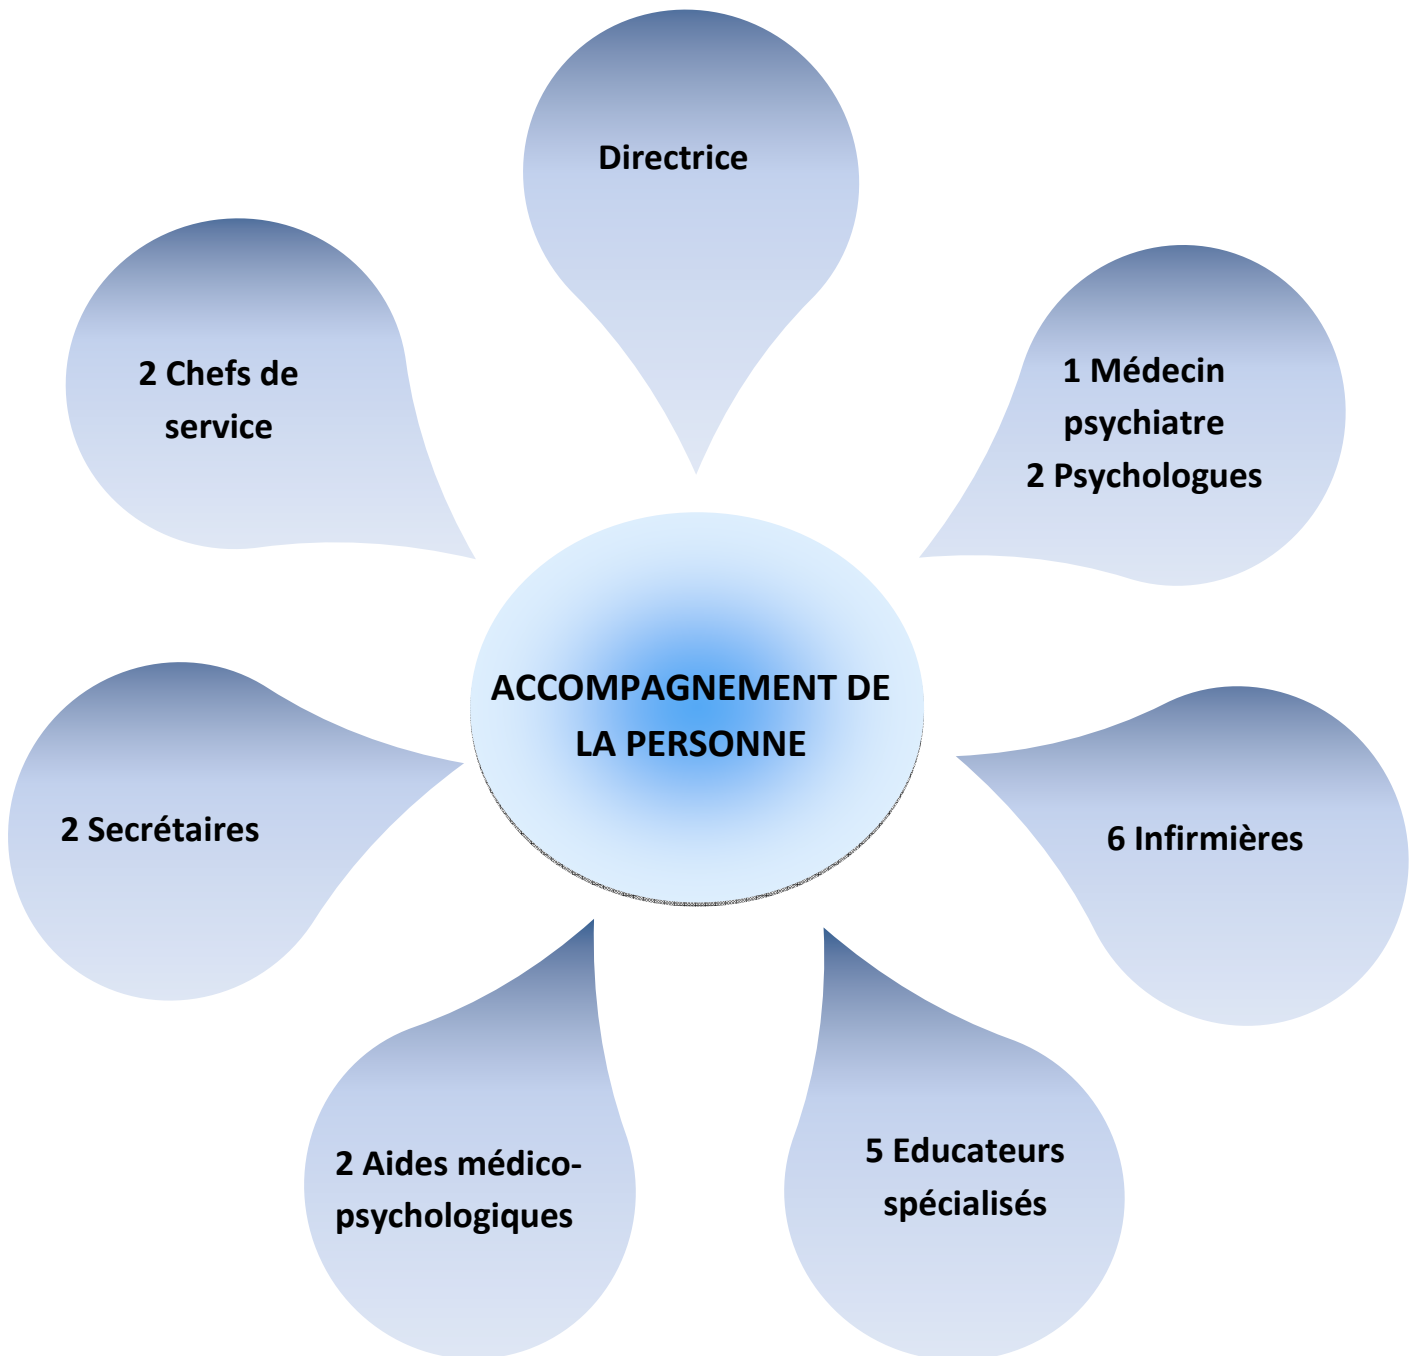 Directrice
2 Chefs de
service
1 Médecin
psychiatre
2 Psychologues
ACCOMPAGNEMENT DE
LA PERSONNE
2 Secrétaires
6 Infirmières
2 Aides médico-
psychologiques
5 Educateurs
spécialisés